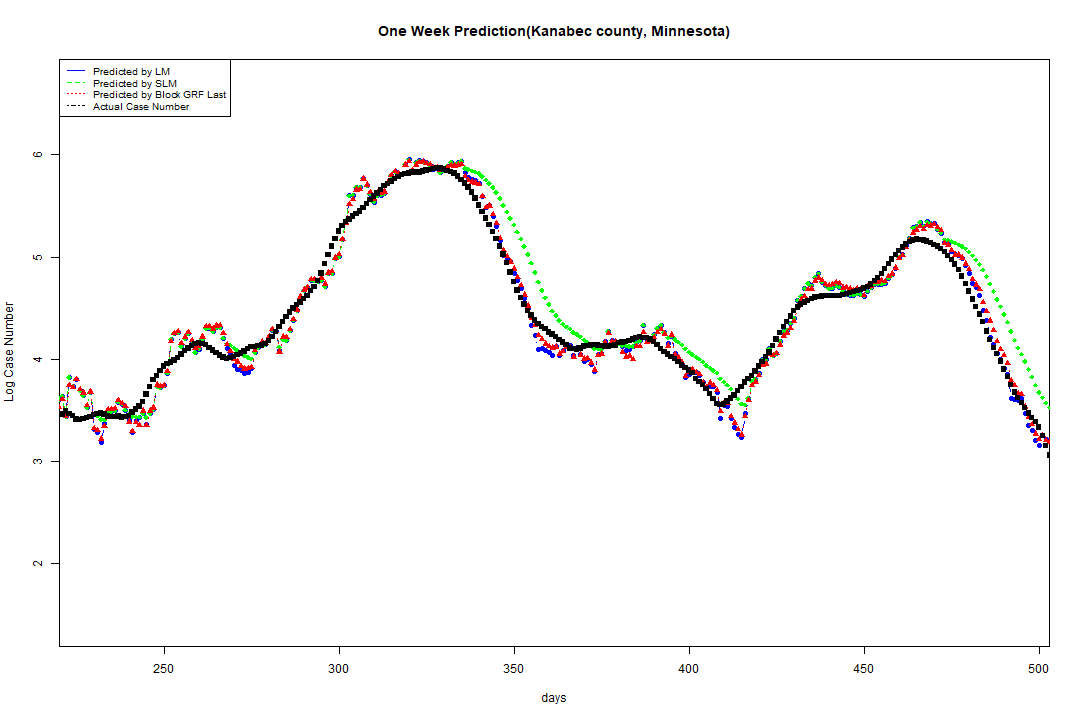 One Week Prediction(Kanabec county, Minnesota)
Predicted by LM
Predicted by SLM
Predicted by Block GRF Last
Actual Case Number
6
5
4
3
2
Log Case Number
250 300 350 400 450 500
days